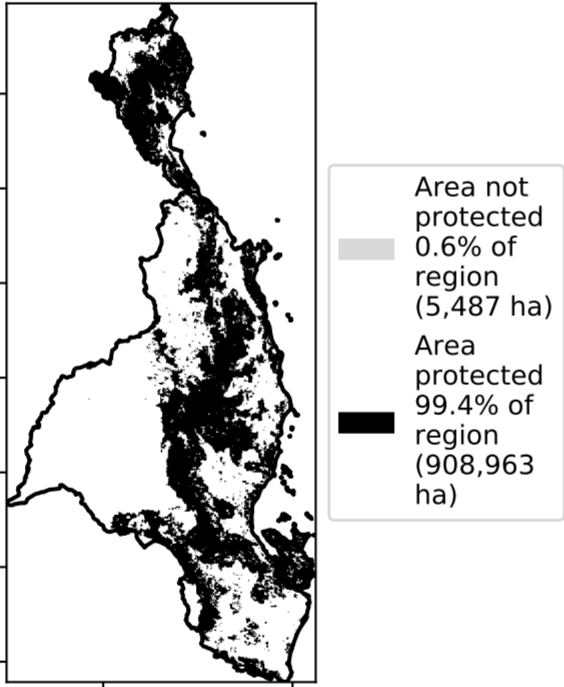 Area not
protected
0.6% of
region
(5,487 ha)
Area
protected
99.4% of
region
(908,963
ha)